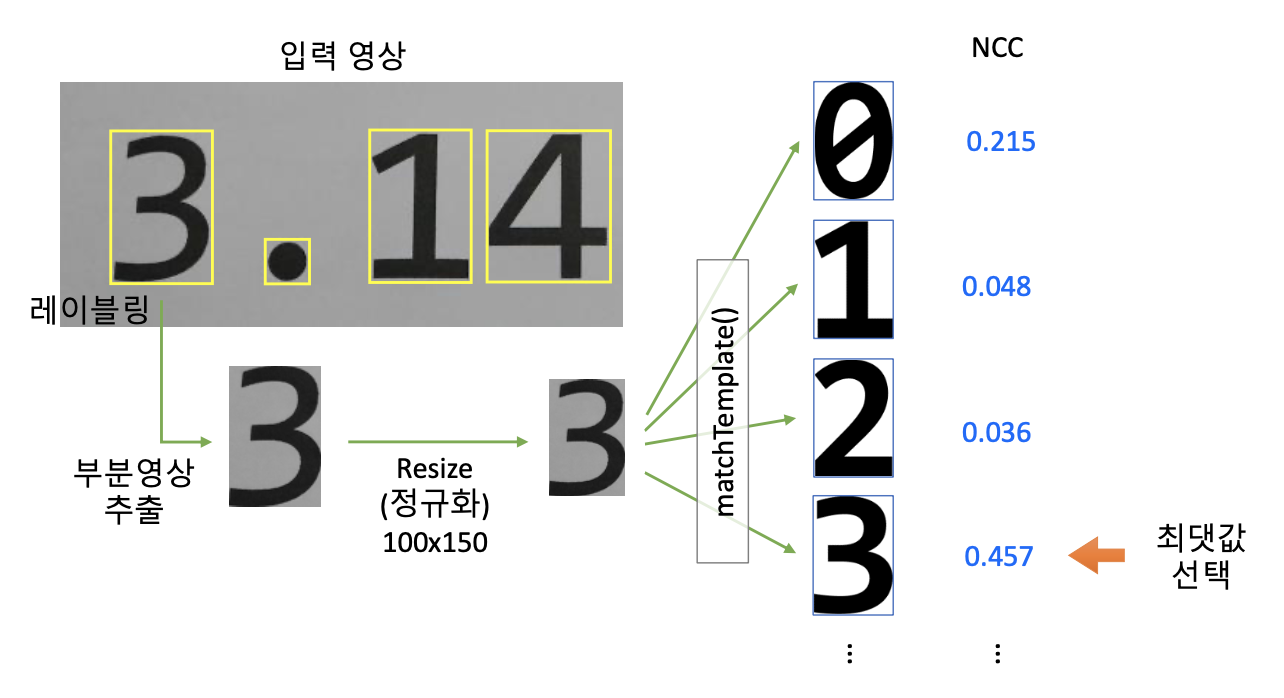 입력 영상
3 . 1 4
레이블링
부분영상
추출
3
Resize
(정규화)
100x150
3
matchTemplate()
NCC
0 0.215
1 0.048
2 0.036
3 0.457
⋮ ⋮
최댓값
선택